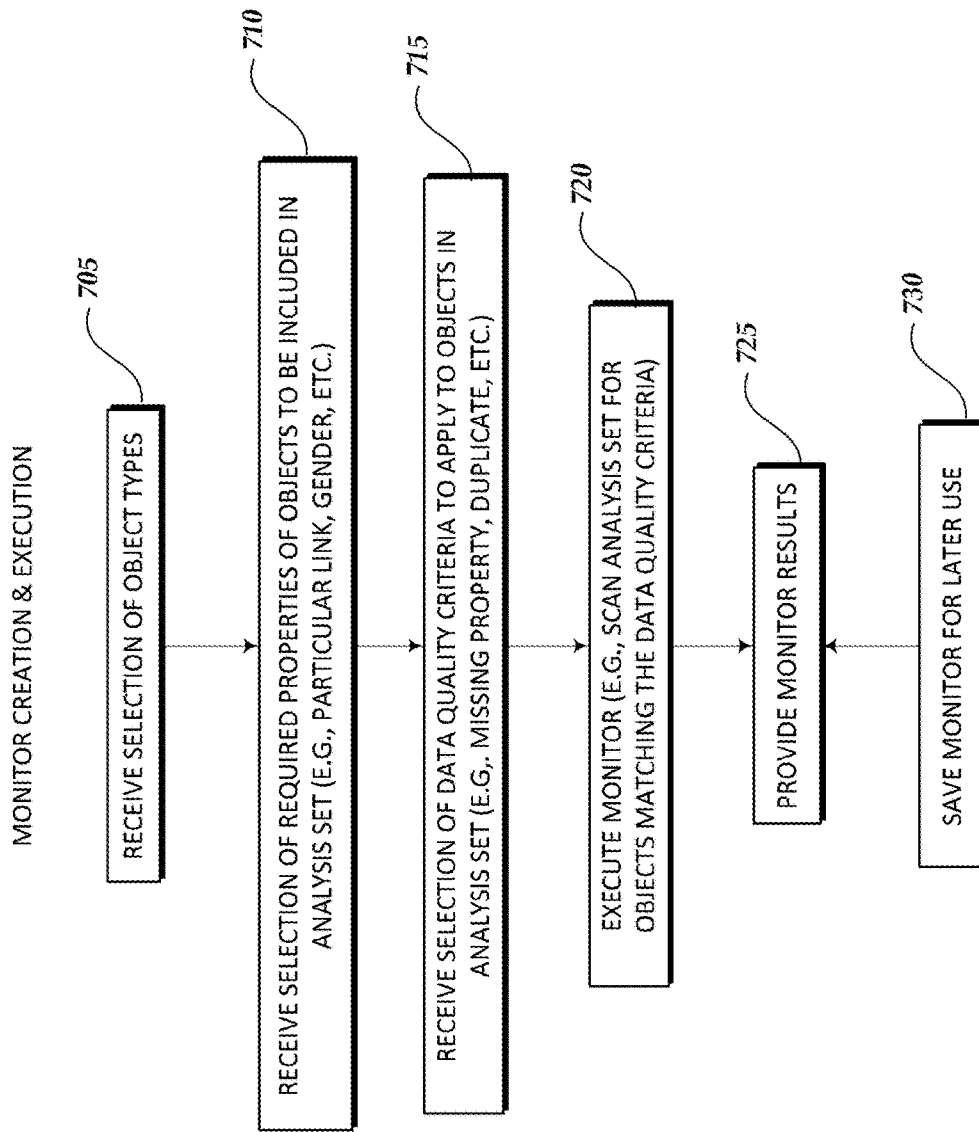 MONITOR CREATION & EXECUTION
705
RECEIVE SELECTION OF OBJECT TYPES
710
RECEIVE SELECTION OF REQUIRED PROPERTIES OF OBJECTS TO BE INCLUDED IN
ANALYSIS SET (E.G., PARTICULAR LINK, GENDER, ETC.)
715
RECEIVE SELECTION OF DATA QUALITY CRITERIA TO APPLY TO OBJECTS IN
ANALYSIS SET (E.G,. MISSING PROPERTY, DUPLICATE, ETC.)
720
EXECUTE MONITOR (E.G., SCAN ANALYSIS SET FOR
OBJECTS MATCHING THE DATA QUALITY CRITERIA)
725
PROVIDE MONITOR RESULTS
730
SAVE MONITOR FOR LATER USE